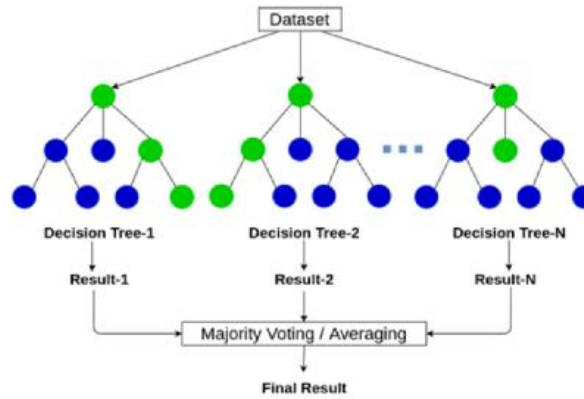 Dataset
Decision Tree-1 Decision Tree-2 Decision Tree-N
Result-1 Result-2 Result-N
Majority Voting / Averaging
Final Result